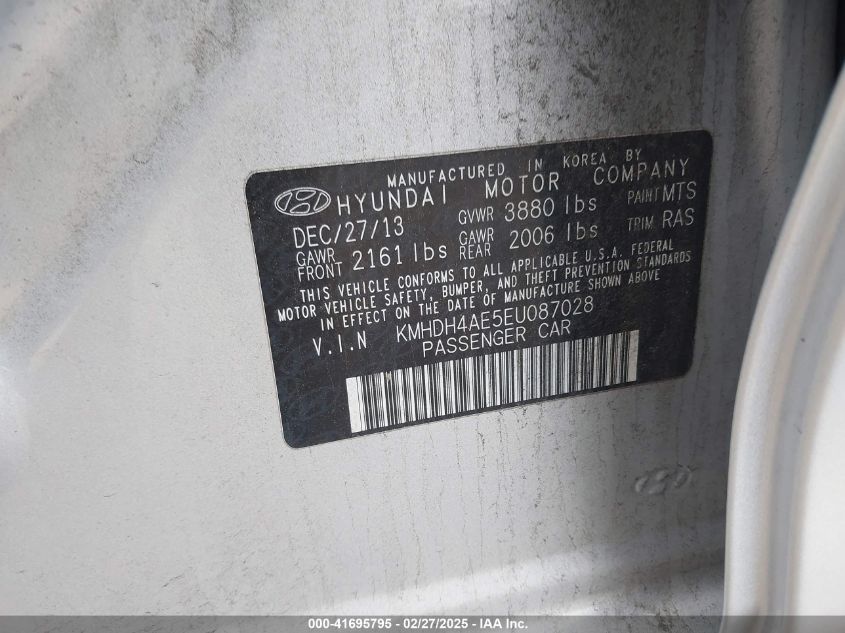 MANUFACTURED IN KOREA BY
HYUNDAI MOTOR COMPANY
DEC/27/13 GVWR 3880 lbs PAINT MTS
GAWR FRONT 2161 lbs GAWR REAR 2006 lbs TRIM RAS
THIS VEHICLE CONFORMS TO ALL APPLICABLE U.S.A. FEDERAL
MOTOR VEHICLE SAFETY, BUMPER, AND THEFT PREVENTION STANDARDS
IN EFFECT ON THE DATE OF MANUFACTURE SHOWN ABOVE
V.I.N KMHDH4AE5EU087028
PASSENGER CAR
000-41695795 - 02/27/2025 - IAA Inc.